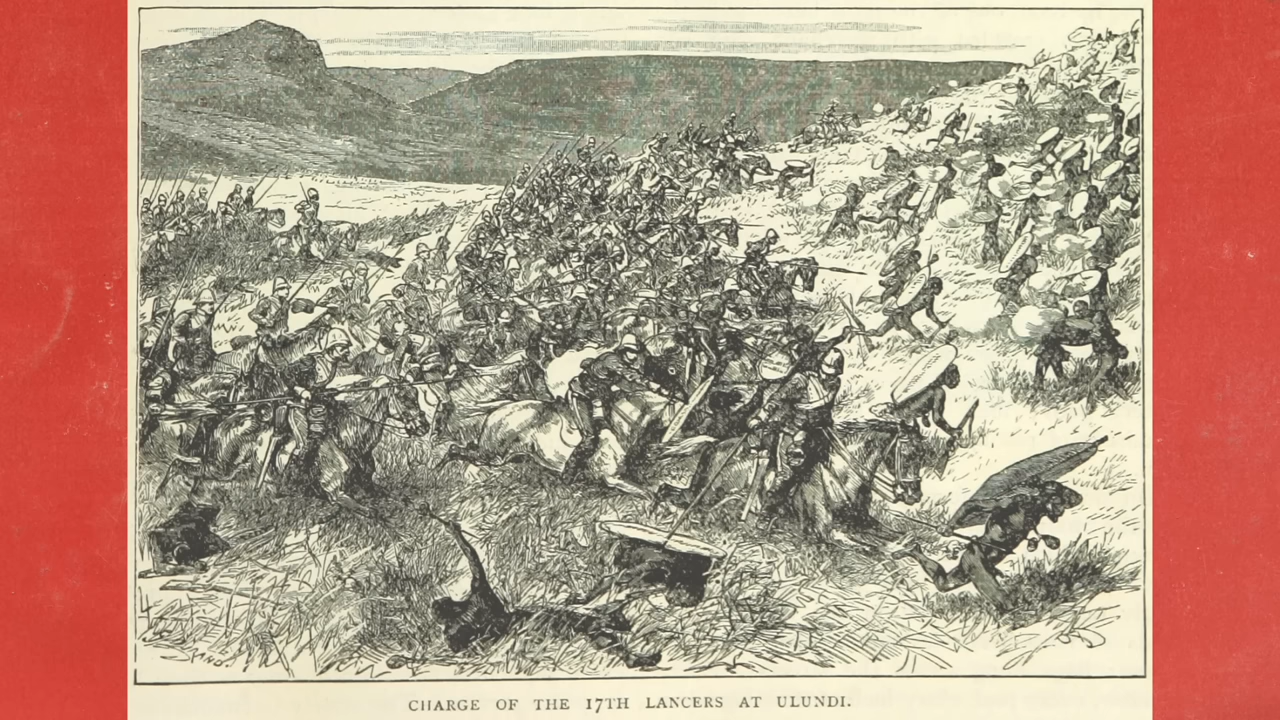 CHARGE OF THE 17TH LANCERS AT ULUNDI.